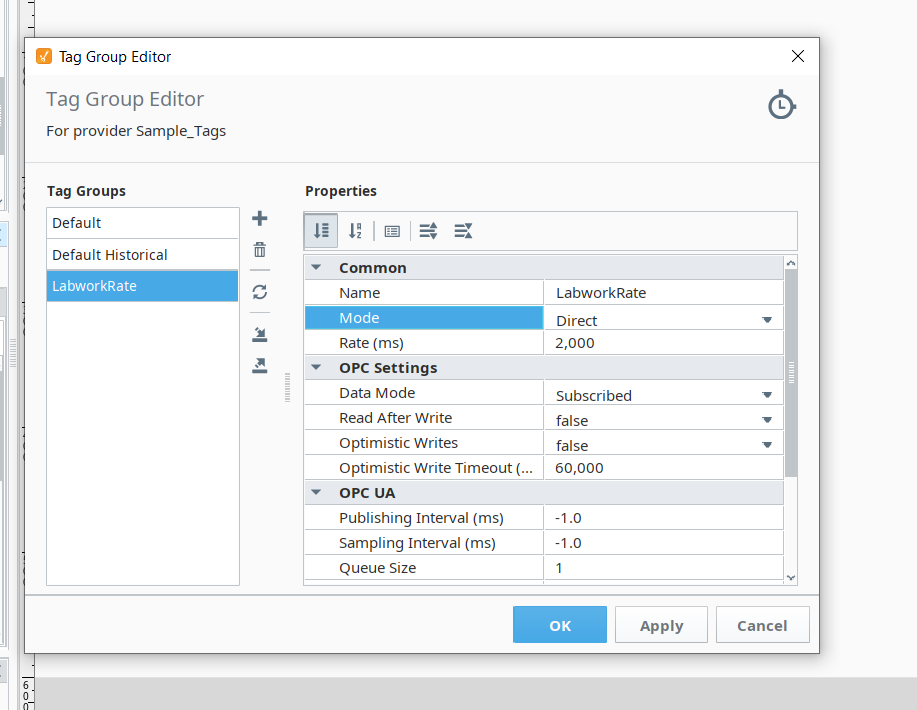 Tag Group Editor
Tag Group Editor
For provider Sample_Tags
Tag Groups
Properties
Default
Default Historical
LabworkRate
Common
Name LabworkRate
Mode Direct
Rate (ms) 2,000
OPC Settings
Data Mode Subscribed
Read After Write false
Optimistic Writes false
Optimistic Write Timeout (... 60,000
OPC UA
Publishing Interval (ms) -1.0
Sampling Interval (ms) -1.0
Queue Size 1
OK Apply Cancel
600